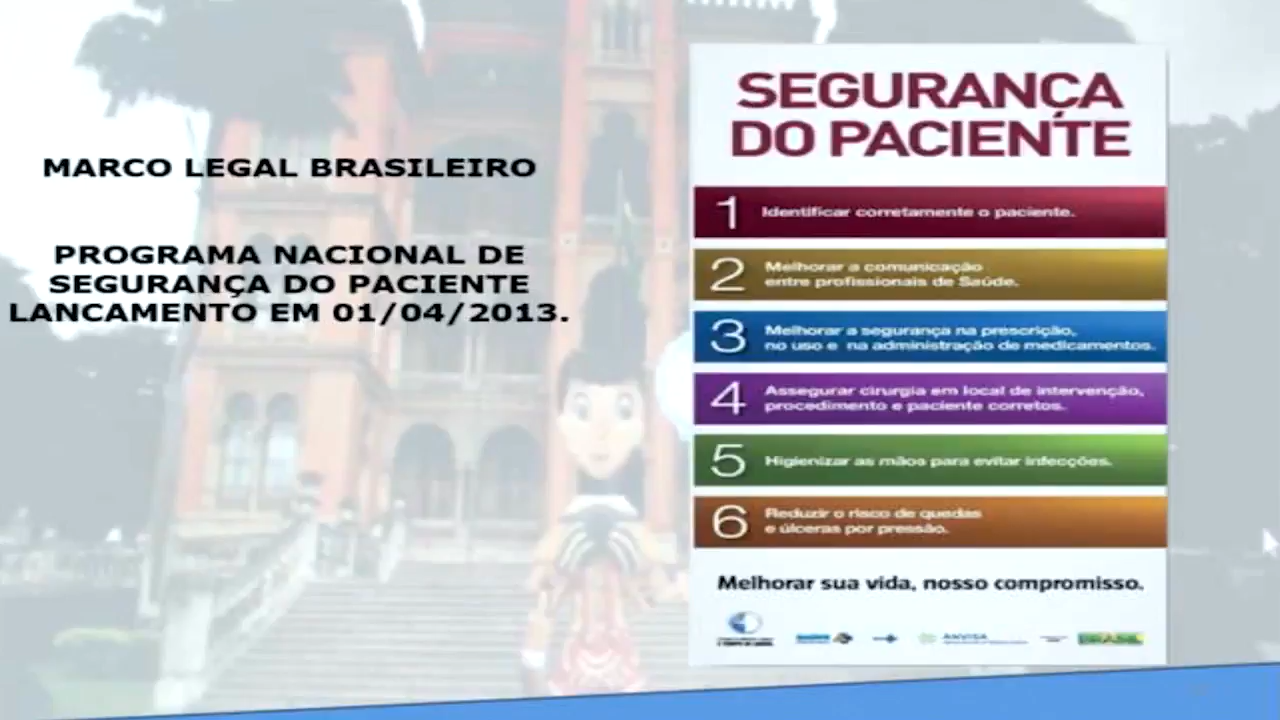 MARCO LEGAL BRASILEIRO
PROGRAMA NACIONAL DE
SEGURANÇA DO PACIENTE
LANCAMENTO EM 01/04/2013.
SEGURANÇA
DO PACIENTE
1 Identificar corretamente o paciente.
2 Melhorar a comunicação
entre profissionais de Saúde.
3 Melhorar a segurança na prescrição,
no uso e na administração de medicamentos.
4 Assegurar cirurgia em local de intervenção,
procedimento e paciente corretos.
5 Higienizar as mãos para evitar infecções.
6 Reduzir o risco de quedas
e úlceras por pressão.
Melhorar sua vida, nosso compromisso.
ANVISA
BRASIL